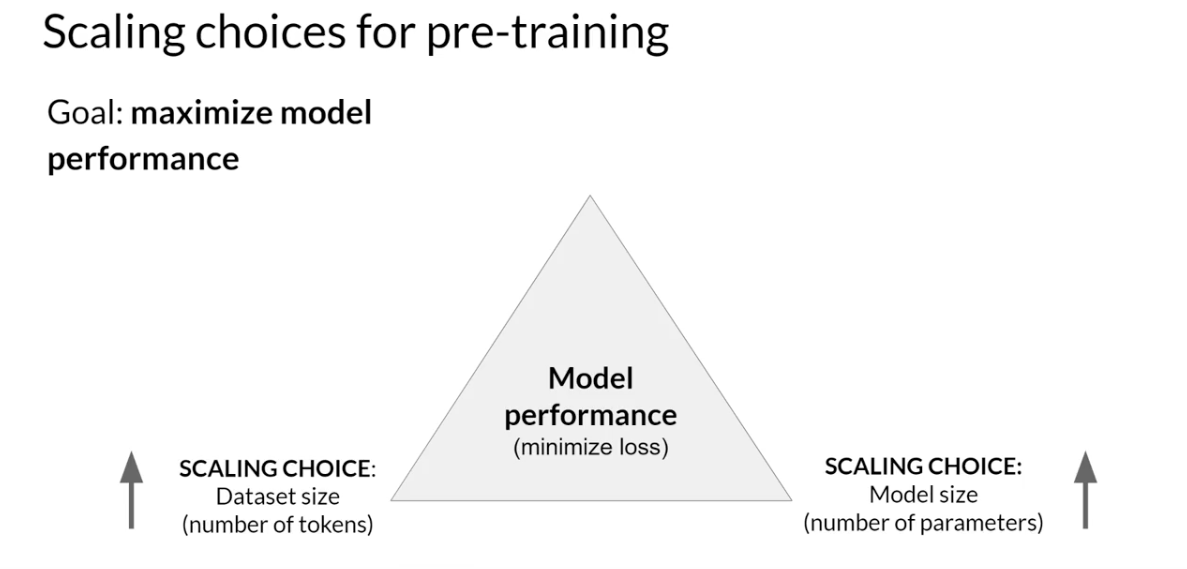 Scaling choices for pre-training
Goal: maximize model
performance
Model
performance
(minimize loss)
SCALING CHOICE:
Dataset size
(number of tokens)
SCALING CHOICE:
Model size
(number of parameters)